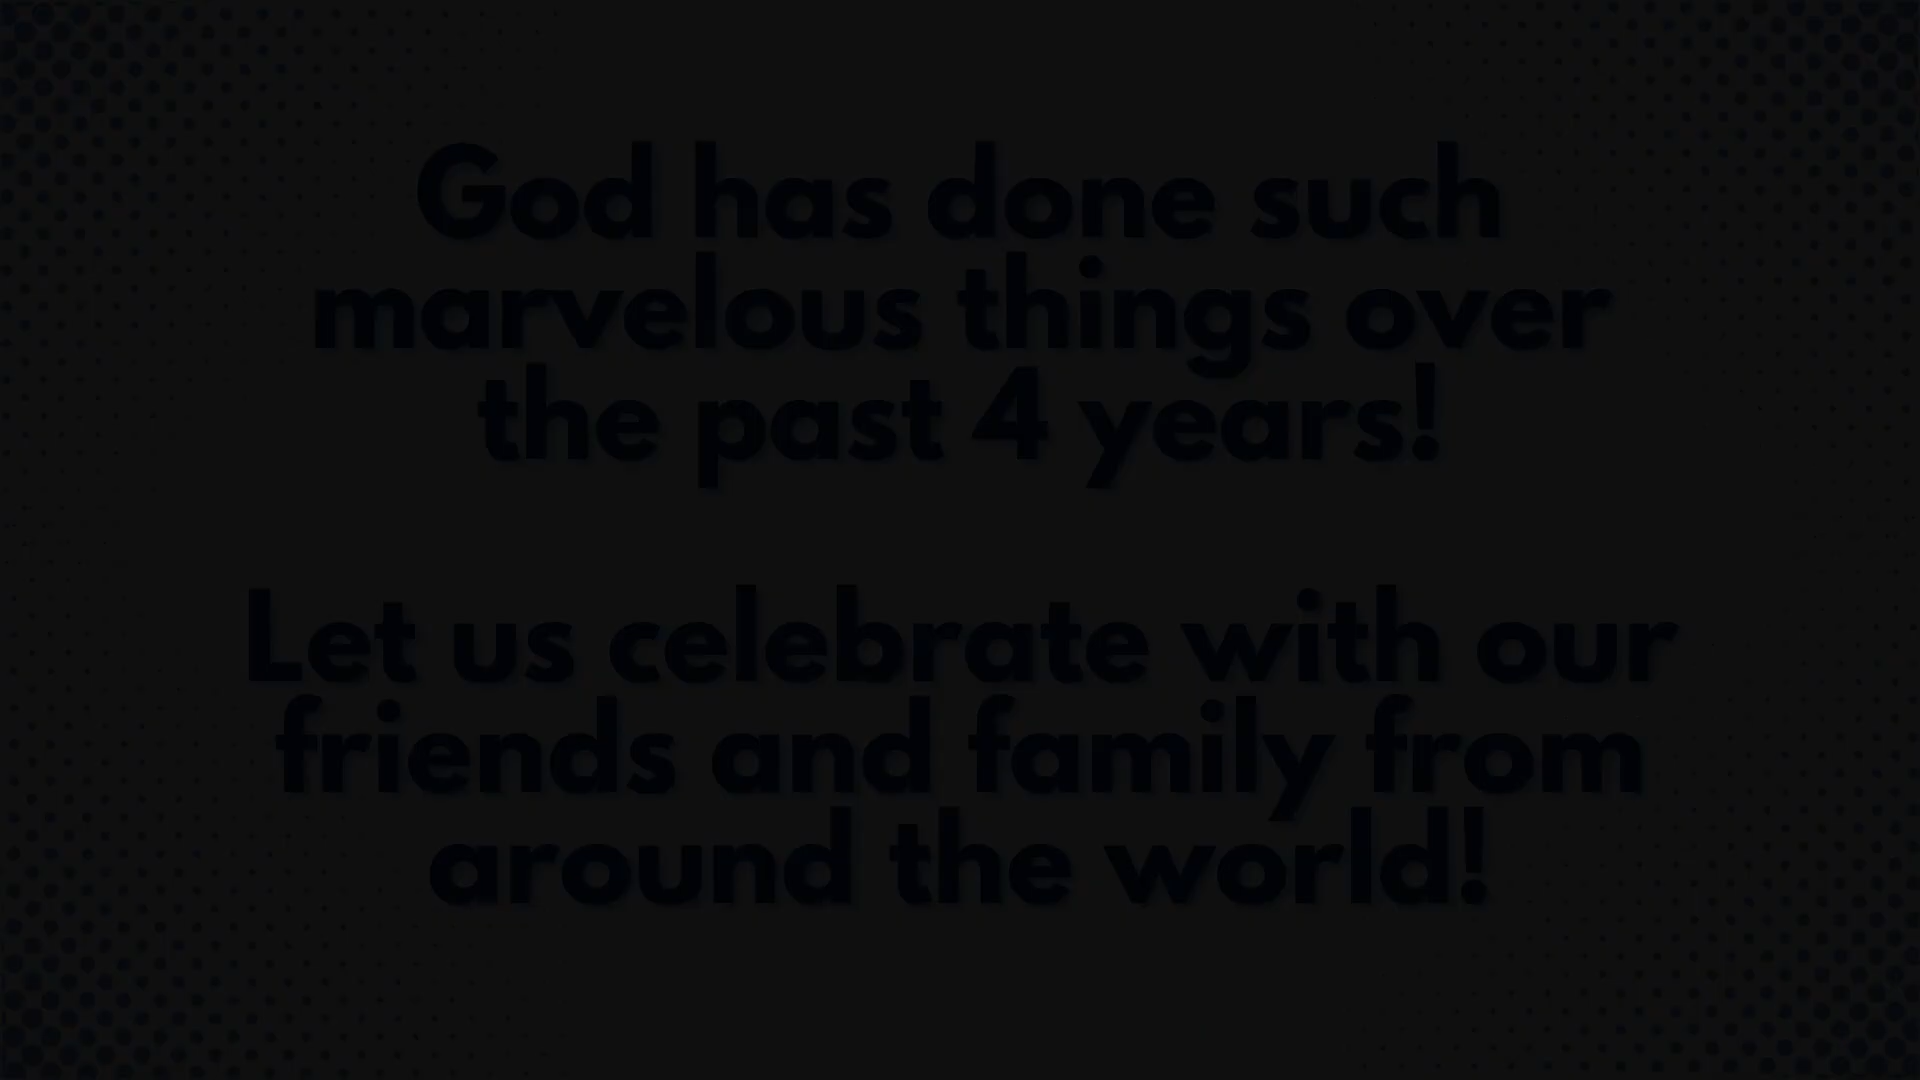 God has done such
marvelous things over
the past 4 years!
Let us celebrate with our
friends and family from
around the world!